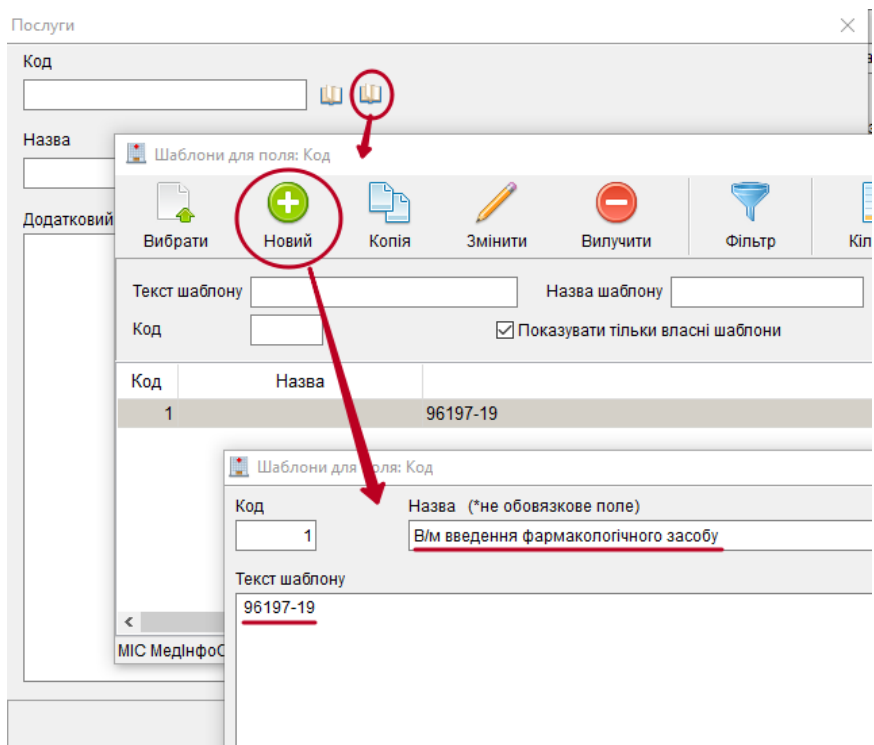 Послуги
Код
Назва
Шаблони для поля: Код
Додатковий
Вибрати Новий Копія Змінити Вилучити Фільтр
Текст шаблону Назва шаблону
Код Показувати тільки власні шаблони
Код Назва
1 96197-19
Шаблони для поля: Код
Код Назва (*не обовязкове поле)
1 В/м введення фармакологічного засобу
Текст шаблону
96197-19
МІС МедІнфоС